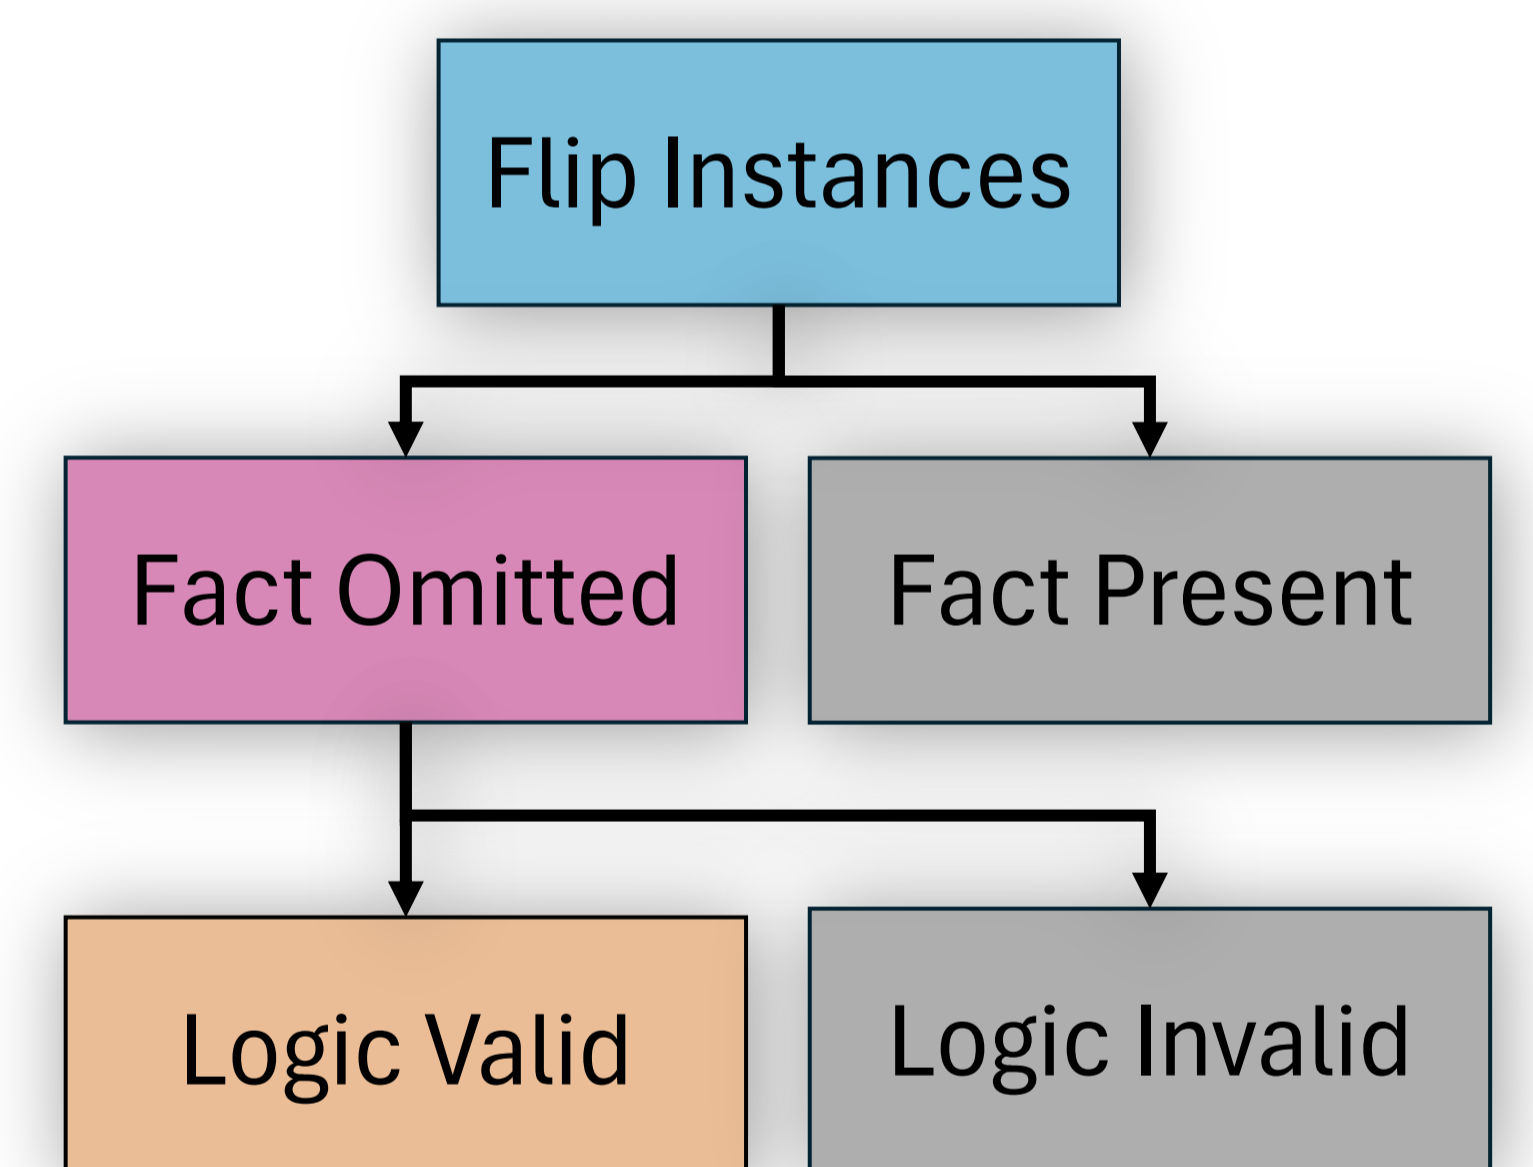 Flip Instances
Fact Omitted
Fact Present
Logic Valid
Logic Invalid